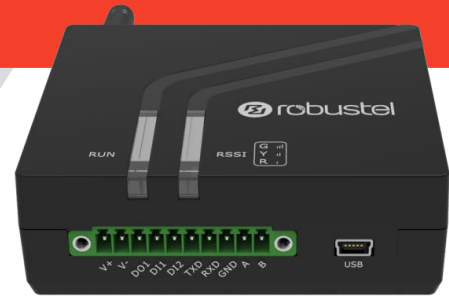 robustel
RUN
RSSI
G
Y
R
V+ V- DO1 DI1 DI2 TXD RXD GND A B
USB